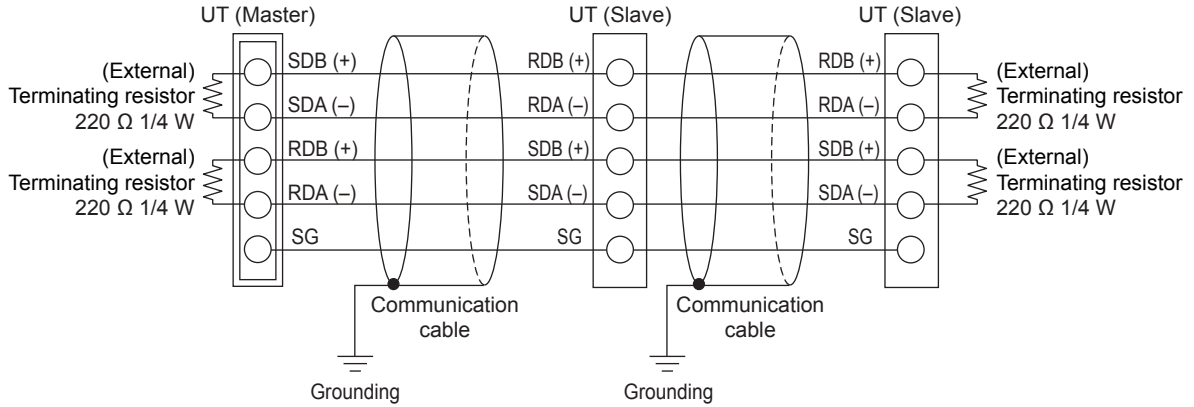 UT (Master)
UT (Slave)
UT (Slave)
(External)
Terminating resistor
220 Ω 1/4 W
(External)
Terminating resistor
220 Ω 1/4 W
SDB (+)
SDA (–)
RDB (+)
RDA (–)
SG
RDB (+)
RDA (–)
SDB (+)
SDA (–)
SG
RDB (+)
RDA (–)
SDB (+)
SDA (–)
SG
(External)
Terminating resistor
220 Ω 1/4 W
(External)
Terminating resistor
220 Ω 1/4 W
Communication
cable
Communication
cable
Grounding
Grounding